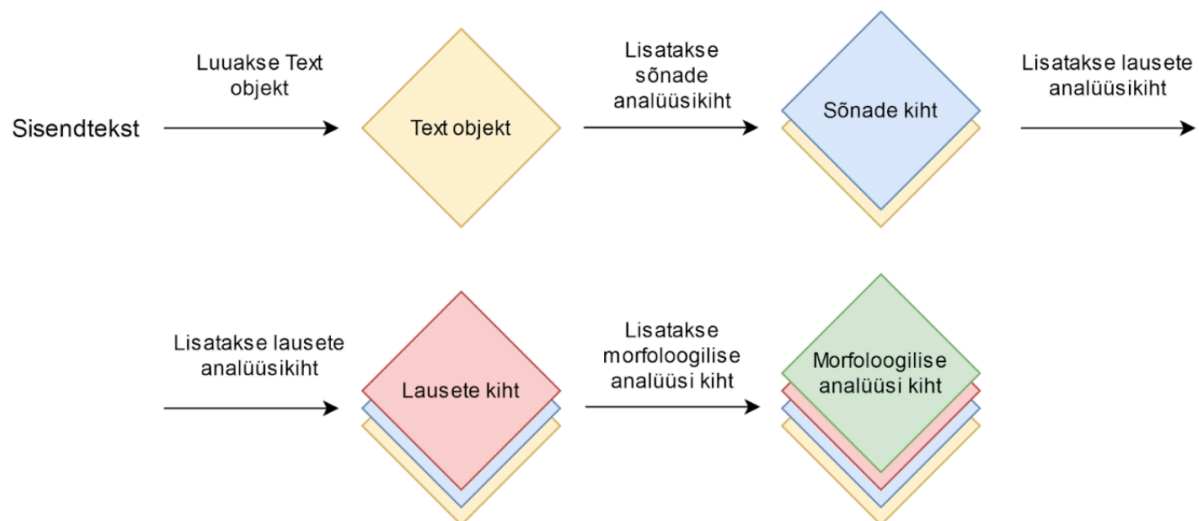 Sisendtekst
Luuakse Text
objekt
Text objekt
Lisatakse
sõnade
analüüsikiht
Sõnade kiht
Lisatakse lausete
analüüsikiht
Lisatakse lausete
analüüsikiht
Lausete kiht
Lisatakse
morfoloogilise
analüüsi kiht
Morfoloogilise
analüüsi kiht